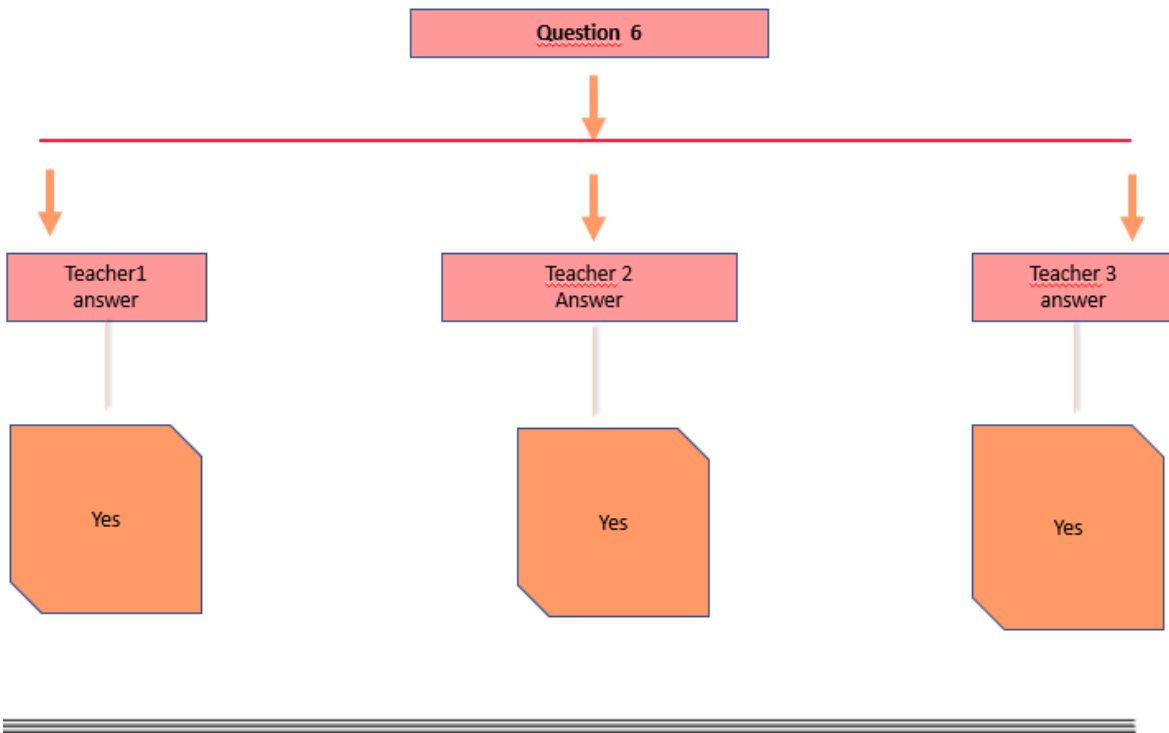 Question 6
Teacher1
answer
Teacher 2
Answer
Teacher 3
answer
Yes
Yes
Yes